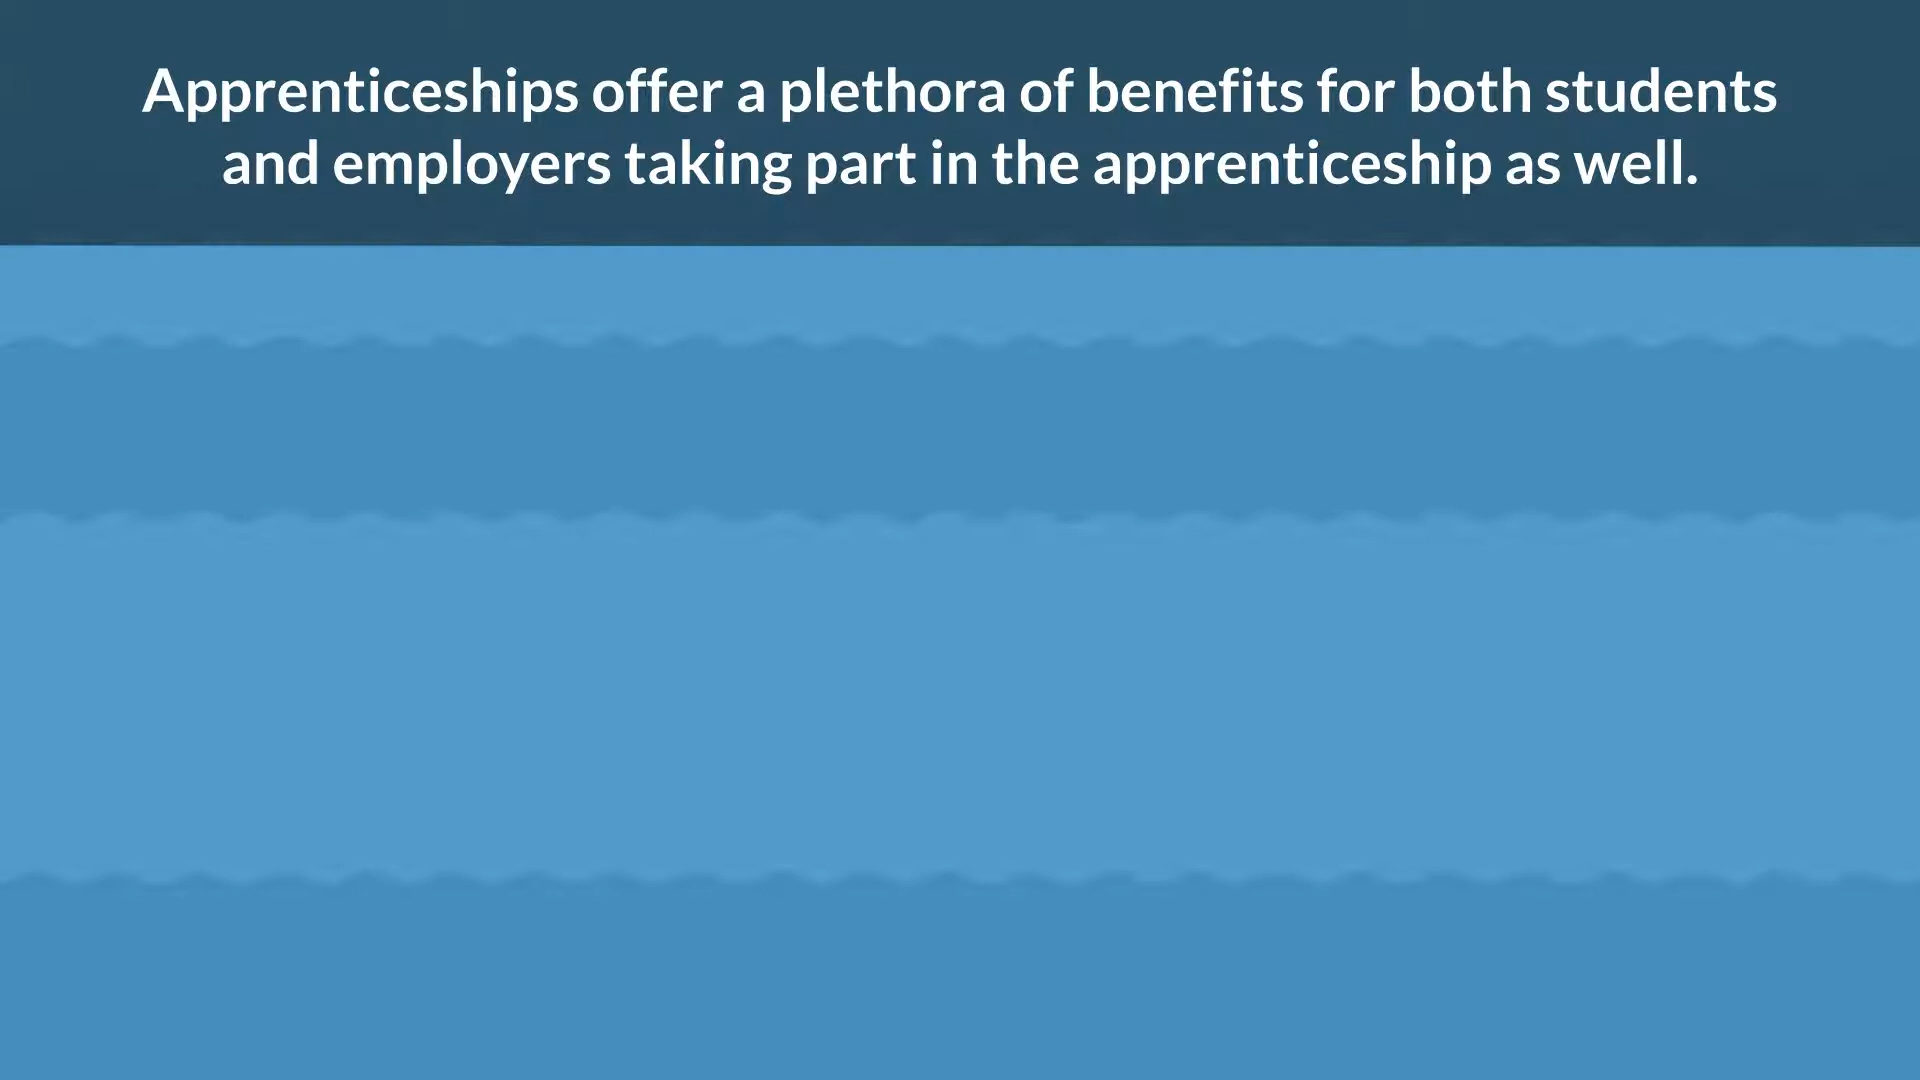 Apprenticeships offer a plethora of benefits for both students
and employers taking part in the apprenticeship as well.